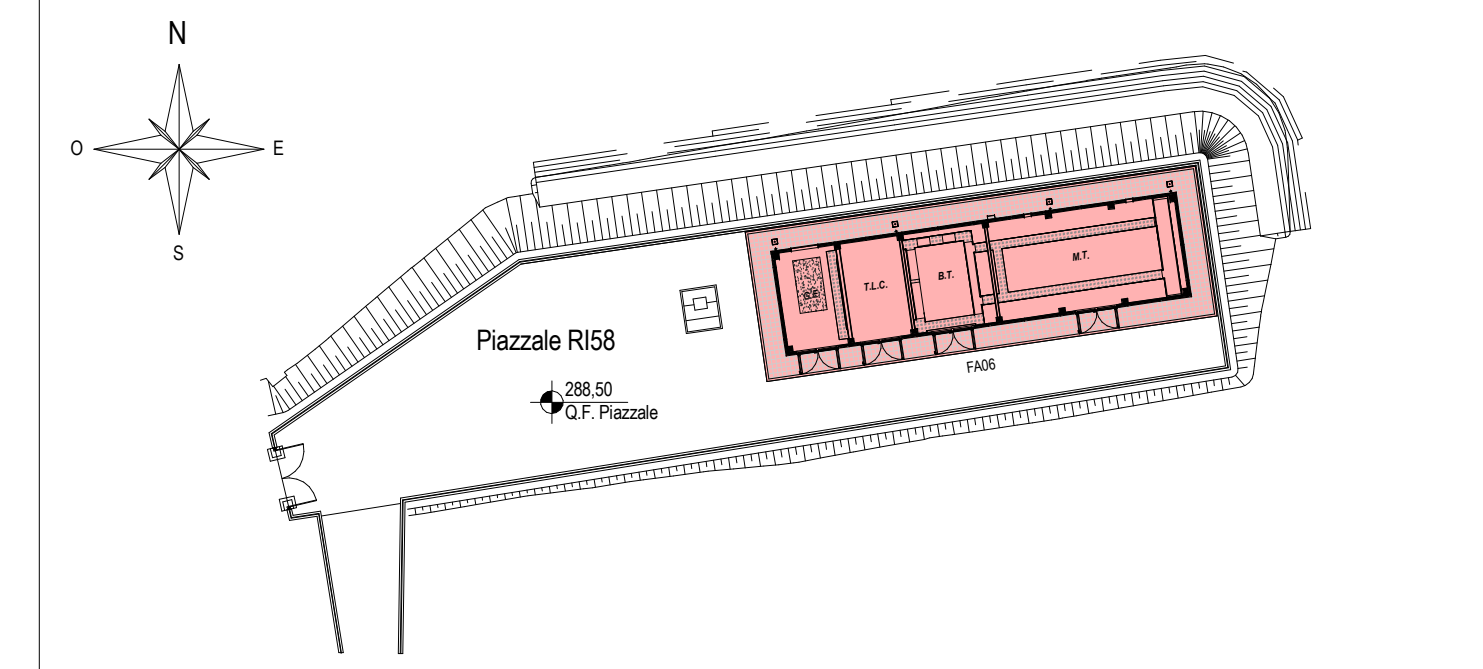 N
O
E
S
G.E.
T.L.C.
B.T.
M.T.
Piazzale RI58
FA06
288,50
Q.F. Piazzale